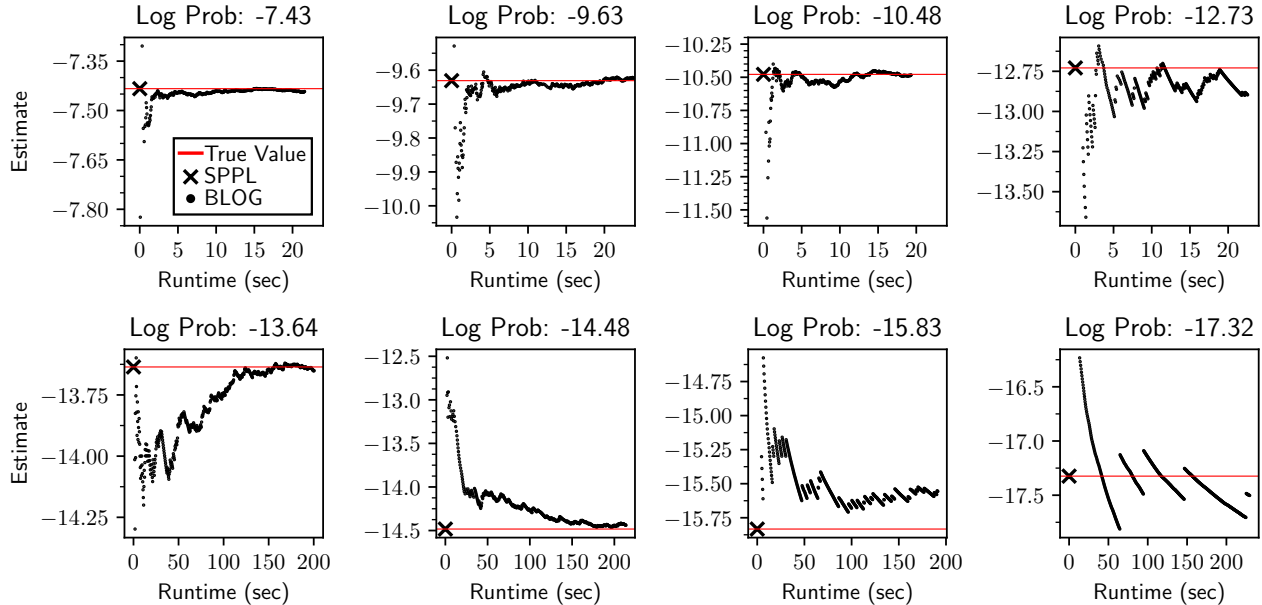 Log Prob: -7.43
Log Prob: -9.63
Log Prob: -10.48
Log Prob: -12.73
Estimate
−7.35
−7.50
−7.65
−7.80
True Value
SPPL
BLOG
0 5 10 15 20
Runtime (sec)
−9.6
−9.7
−9.8
−9.9
−10.0
0 5 10 15 20
Runtime (sec)
−10.25
−10.50
−10.75
−11.00
−11.25
−11.50
0 5 10 15 20
Runtime (sec)
−12.75
−13.00
−13.25
−13.50
0 5 10 15 20
Runtime (sec)
Log Prob: -13.64
Log Prob: -14.48
Log Prob: -15.83
Log Prob: -17.32
Estimate
−13.75
−14.00
−14.25
0 50 100 150 200
Runtime (sec)
−12.5
−13.0
−13.5
−14.0
−14.5
0 50 100 150 200
Runtime (sec)
−14.75
−15.00
−15.25
−15.50
−15.75
0 50 100 150 200
Runtime (sec)
−16.5
−17.0
−17.5
0 50 100 150 200
Runtime (sec)